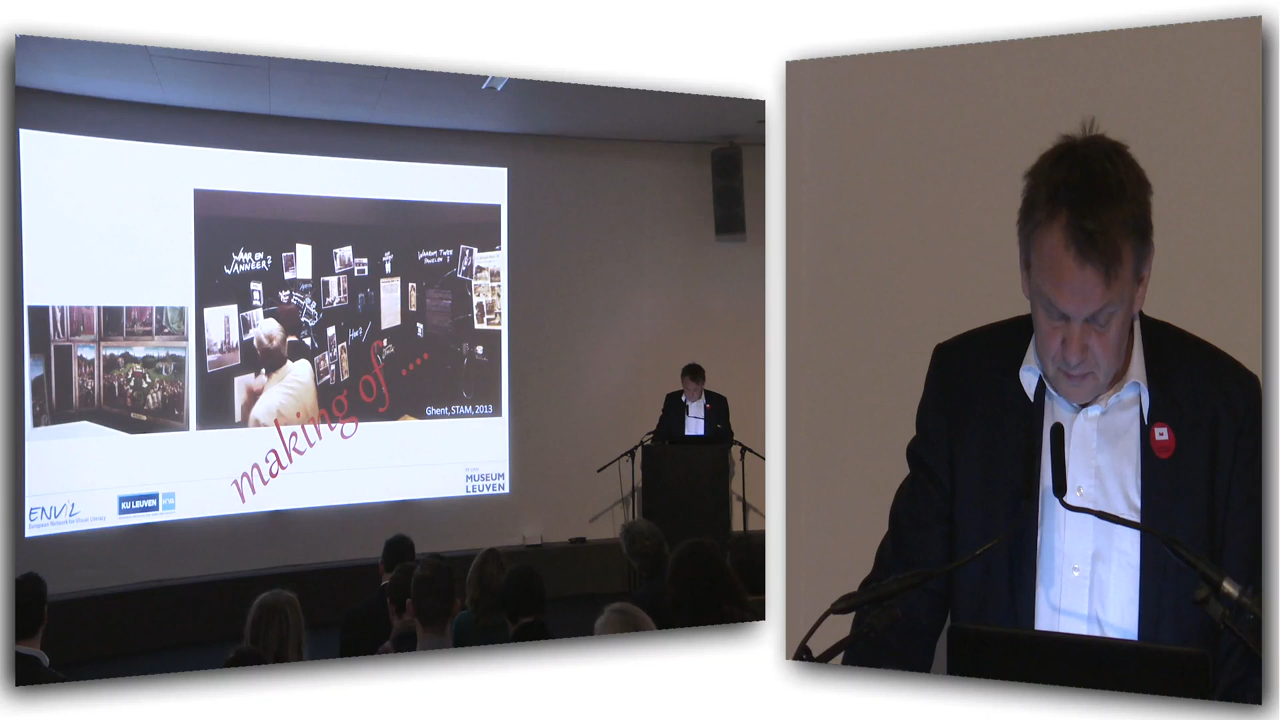 WAAR EN
WANNEER?
WAAROM TWEE
PANELEN?
HOE?
making of ...
Ghent, STAM, 2013
ENViL
European Network for Visual Literacy
KU LEUVEN
MUSEUM
LEUVEN